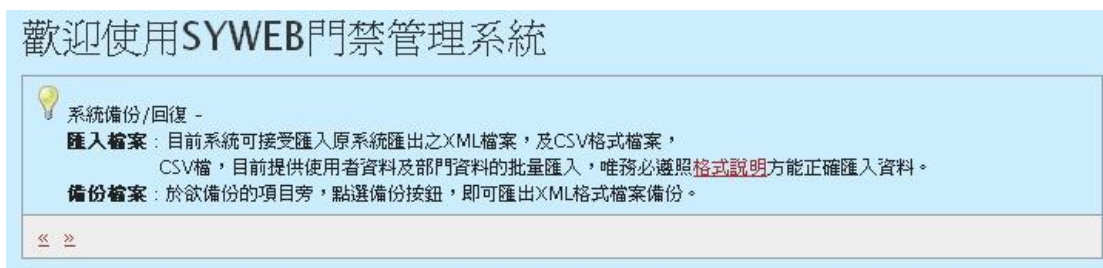 歡迎使用SYWEB門禁管理系統
系統備份/回復 -
匯入檔案：目前系統可接受匯入原系統匯出之XML檔案，及CSV格式檔案，
CSV檔，目前提供使用者資料及部門資料的批量匯入，唯務必遵照格式說明方能正確匯入資料。
備份檔案：於欲備份的項目旁，點選備份按鈕，即可匯出XML格式檔案備份。
« »